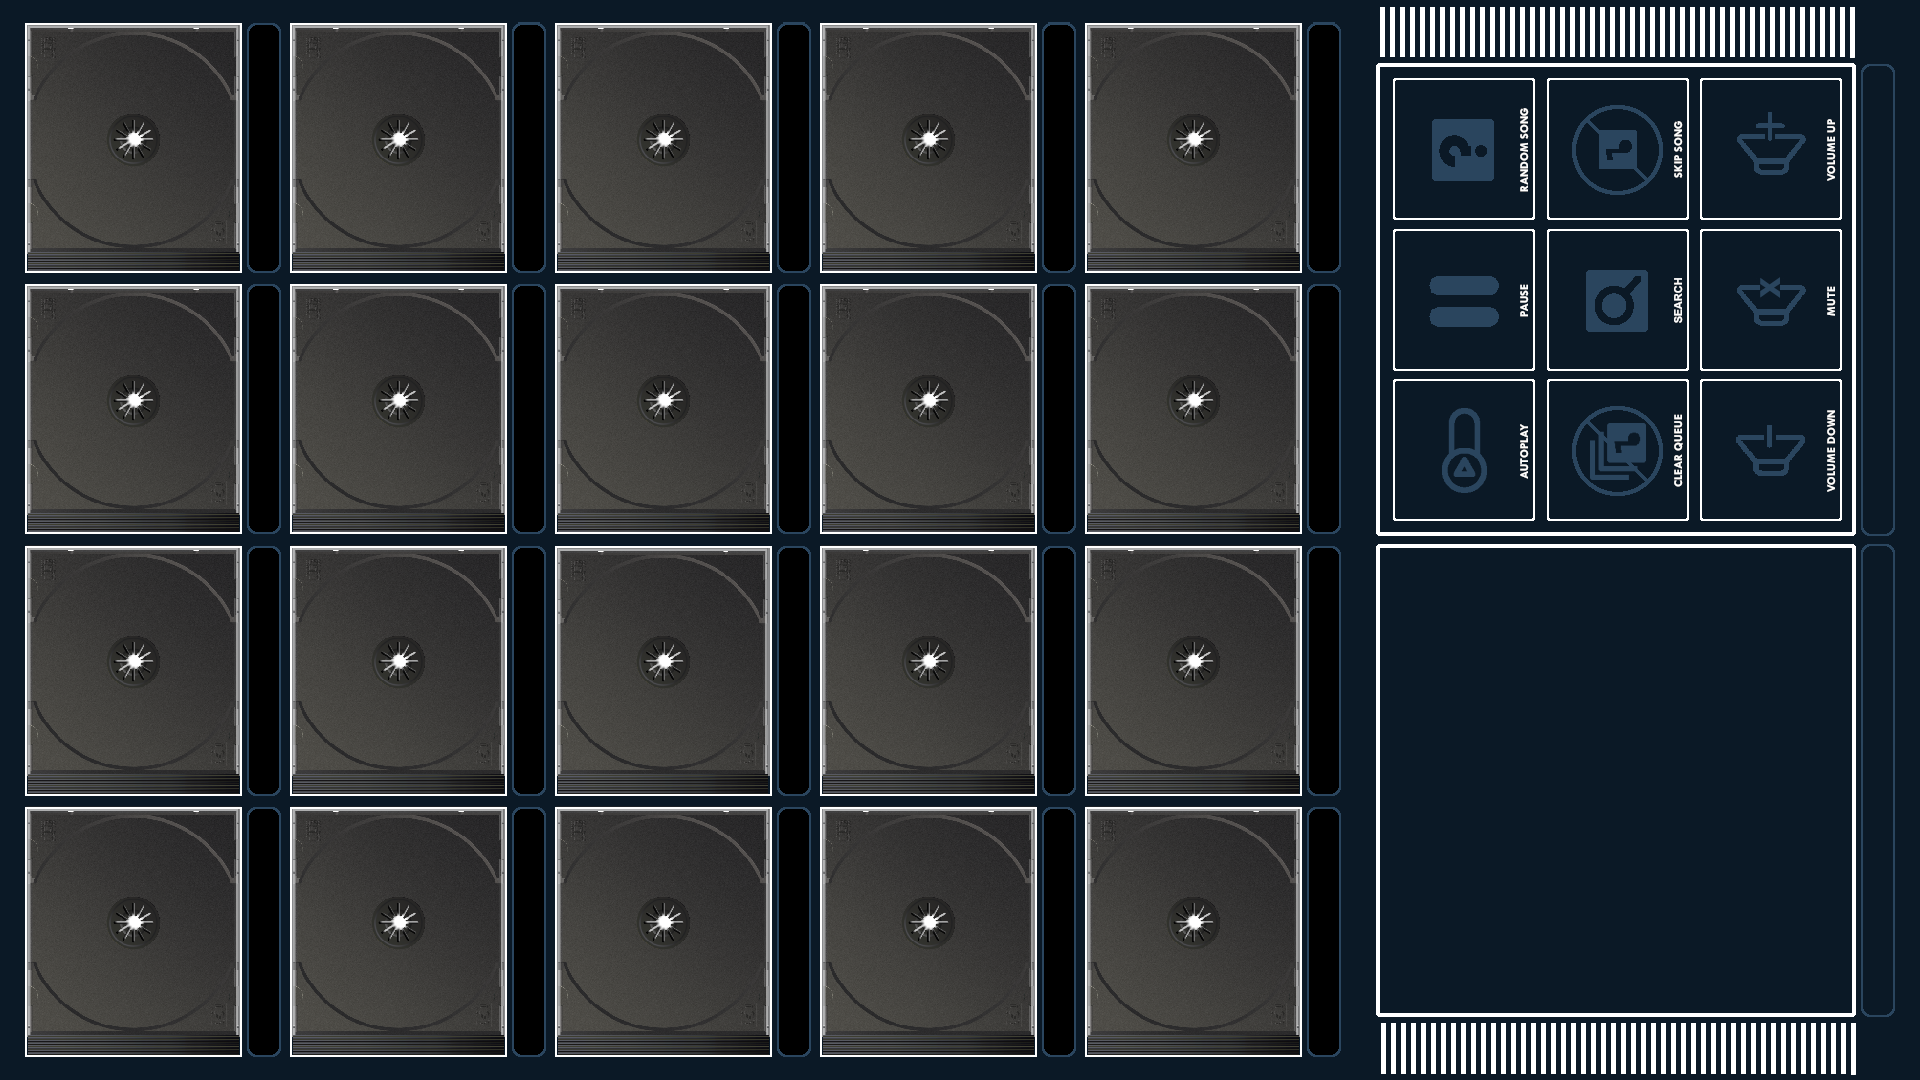 RANDOM SONG
SKIP SONG
VOLUME UP
PAUSE
SEARCH
MUTE
AUTOPLAY
CLEAR QUEUE
VOLUME DOWN